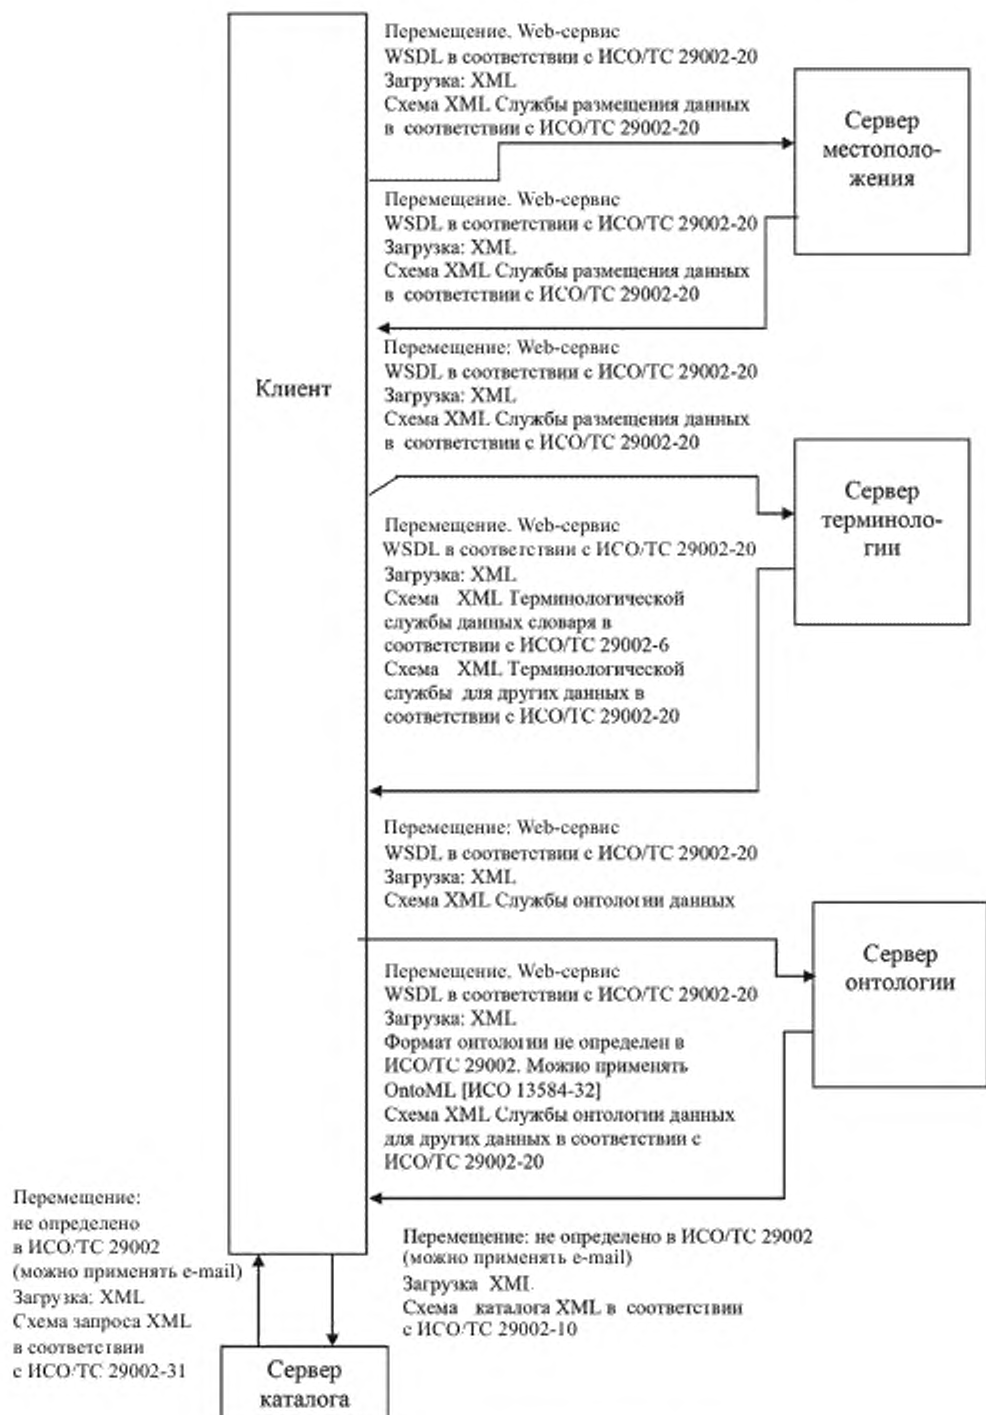 Перемещение. Web-сервис
WSDL в соответствии с ИСО/ТС 29002-20
Загрузка: XML
Схема XML Службы размещения данных
в соответствии с ИСО/ТС 29002-20
Сервер
местополо-
жения
Перемещение. Web-сервис
WSDL в соответствии с ИСО/ТС 29002-20
Загрузка: XML
Схема XML Службы размещения данных
в соответствии с ИСО/ТС 29002-20
Клиент
Перемещение: Web-сервис
WSDL в соответствии с ИСО/ТС 29002-20
Загрузка: XML
Схема XML Службы размещения данных
в соответствии с ИСО/ТС 29002-20
Сервер
терминоло-
гии
Перемещение. Web-сервис
WSDL в соответствии с ИСО/ТС 29002-20
Загрузка: XML
Схема XML Терминологической
службы данных словаря в
соответствии с ИСО/ТС 29002-6
Схема XML Терминологической
службы для других данных в
соответствии с ИСО/ТС 29002-20
Перемещение: Web-сервис
WSDL в соответствии с ИСО/ТС 29002-20
Загрузка: XML
Схема XML Службы онтологии данных
Сервер
онтологии
Перемещение. Web-сервис
WSDL в соответствии с ИСО/ТС 29002-20
Загрузка: XML
Формат онтологии не определен в
ИСО/ТС 29002. Можно применять
OntoML [ИСО 13584-32]
Схема XML Службы онтологии данных
для других данных в соответствии с
ИСО/ТС 29002-20
Перемещение:
не определено
в ИСО/ТС 29002
(можно применять e-mail)
Загрузка: XML
Схема запроса XML
в соответствии
с ИСО/ТС 29002-31
Перемещение: не определено в ИСО/ТС 29002
(можно применять e-mail)
Загрузка XML
Схема каталога XML в соответствии
с ИСО/ТС 29002-10
Сервер
каталога